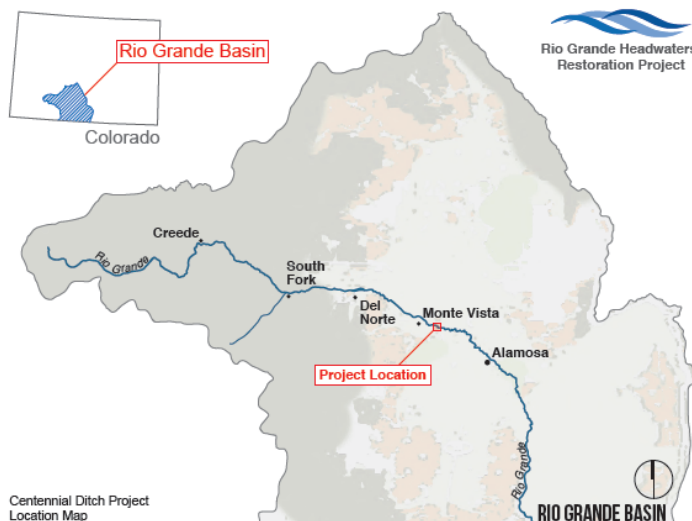 Rio Grande Basin
Colorado
Rio Grande Headwaters
Restoration Project
Creede
Rio Grande
South
Fork
Del
Norte
Monte Vista
Alamosa
Project Location
Rio Grande
Centennial Ditch Project
Location Map
RIO GRANDE BASIN